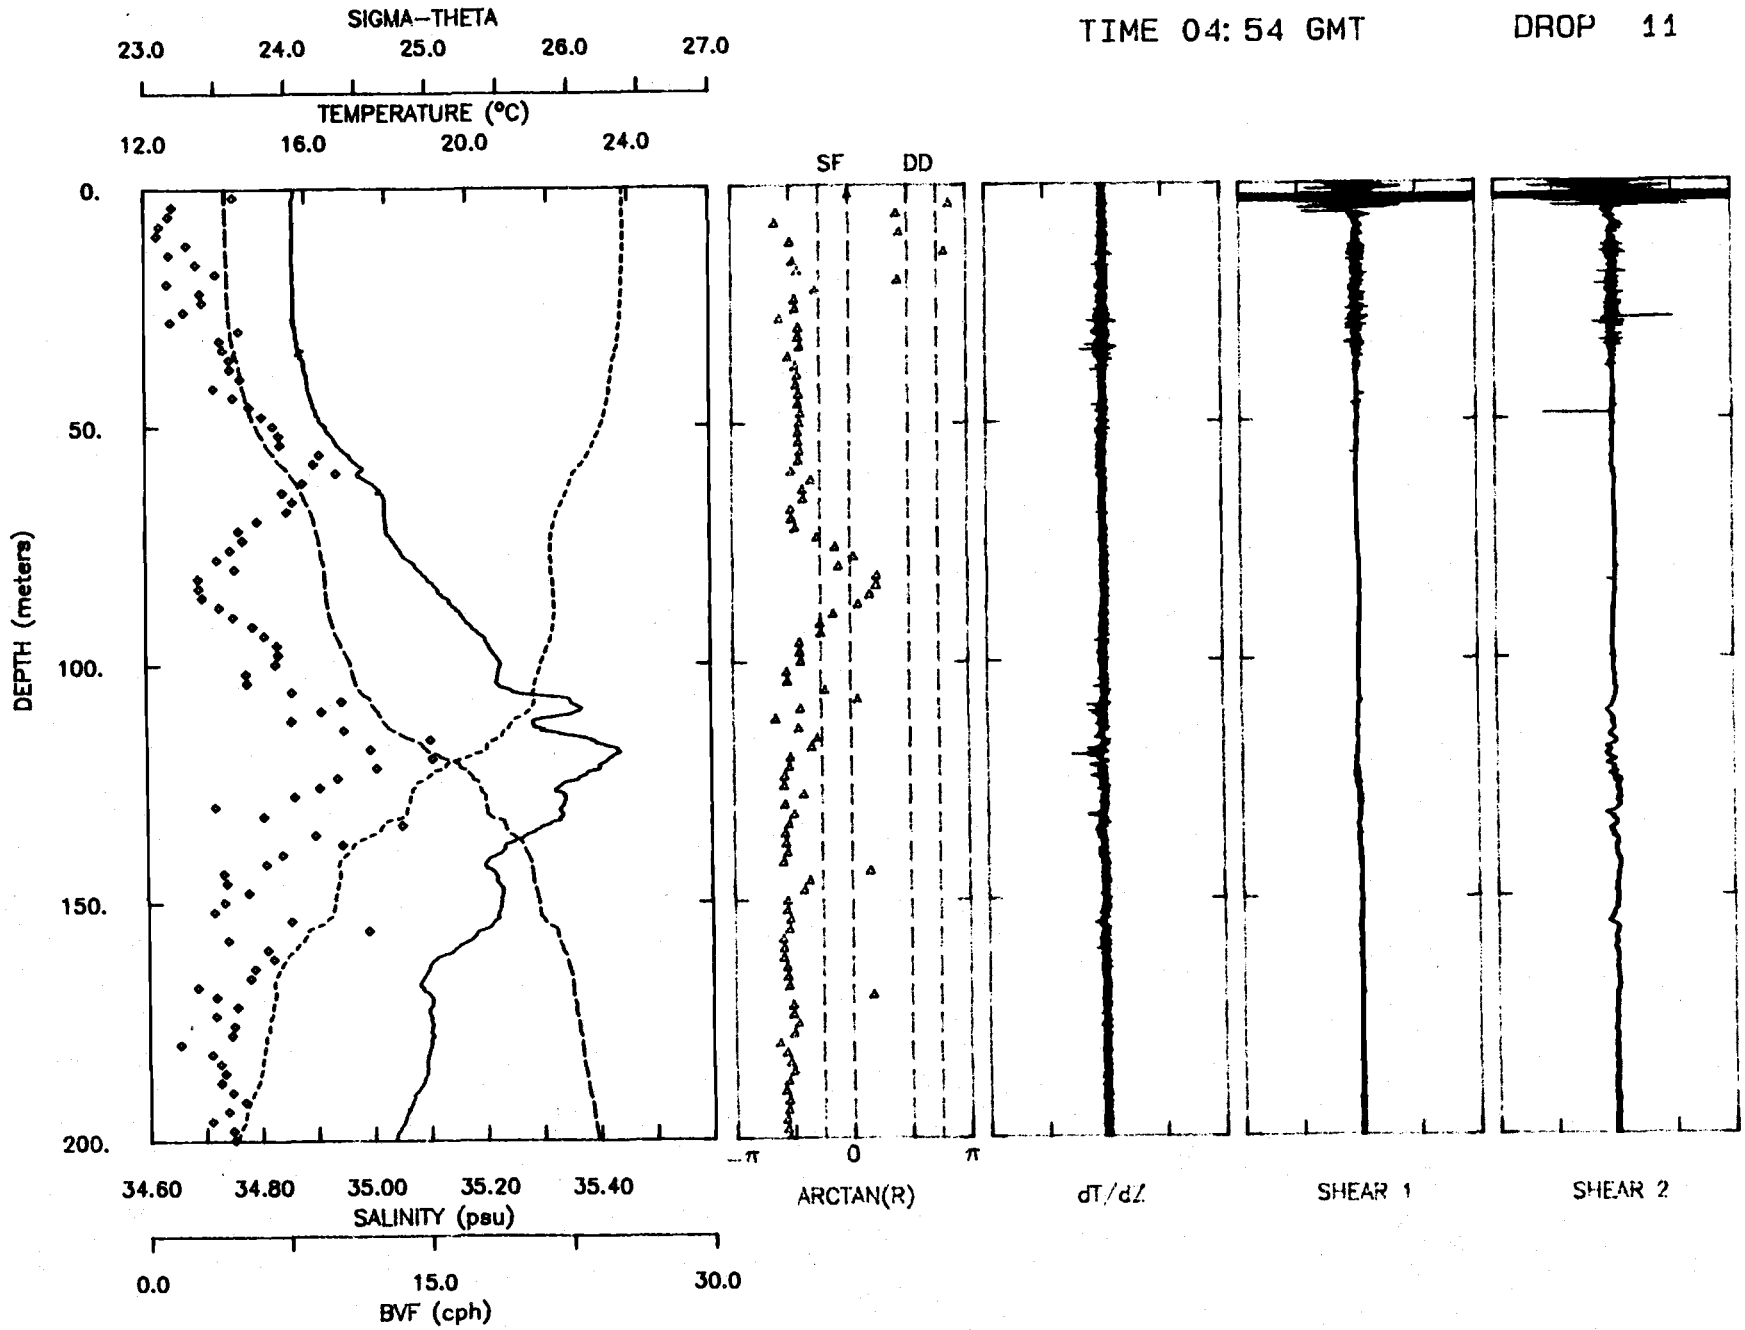 SIGMA-THETA
23.0 24.0 25.0 26.0 27.0
TIME 04:54 GMT DROP 11
TEMPERATURE (°C)
12.0 16.0 20.0 24.0
SF DD
0.
50.
100.
150.
200.
DEPTH (meters)
-π 0 π
34.60 34.80 35.00 35.20 35.40
SALINITY (psu)
ARCTAN(R) dT/dZ SHEAR 1 SHEAR 2
0.0 15.0 30.0
BVF (cph)